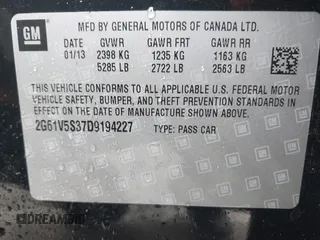 GM
MFD BY GENERAL MOTORS OF CANADA LTD.
01/13 GVWR GAWR FRT GAWR RR
2398 KG 1235 KG 1163 KG
5285 LB 2722 LB 2563 LB
THIS VEHICLE CONFORMS TO ALL APPLICABLE U.S. FEDERAL MOTOR
VEHICLE SAFETY, BUMPER, AND THEFT PREVENTION STANDARDS IN
EFFECT ON THE DATE OF MANUFACTURE SHOWN ABOVE.
2G61V5S37D9194227 TYPE: PASS CAR